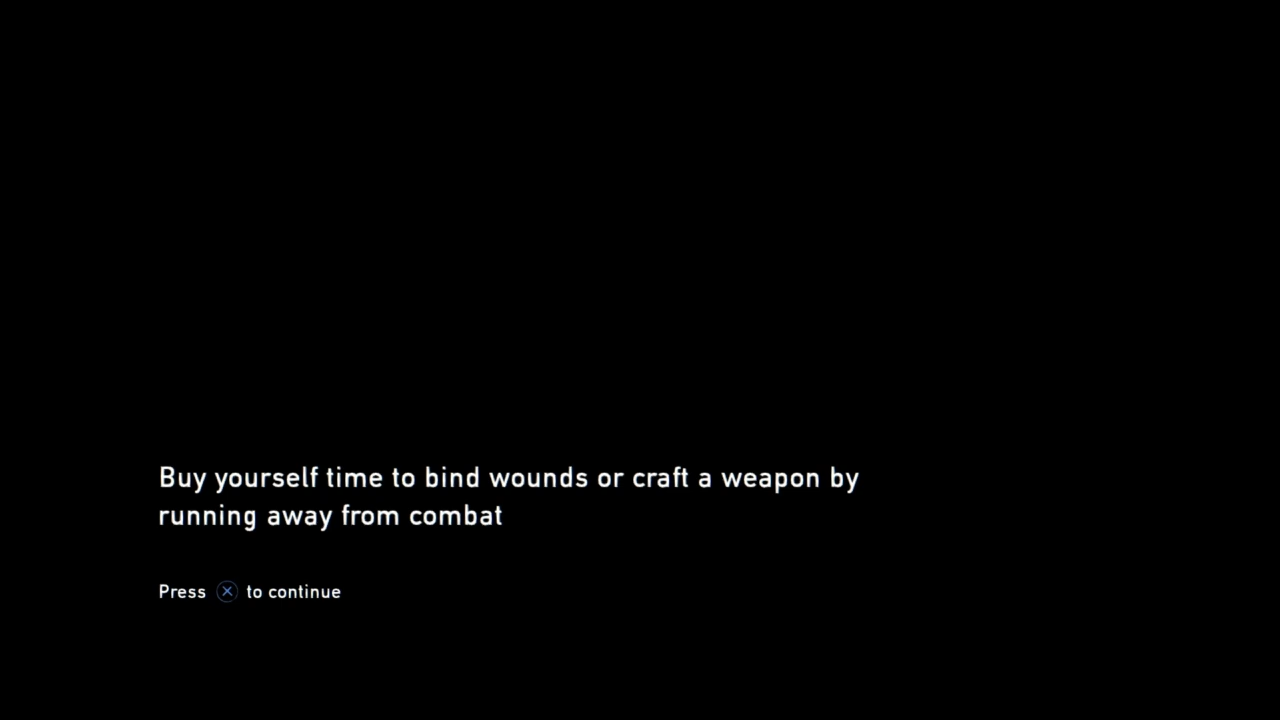 Buy yourself time to bind wounds or craft a weapon by
running away from combat
Press ⓧ to continue